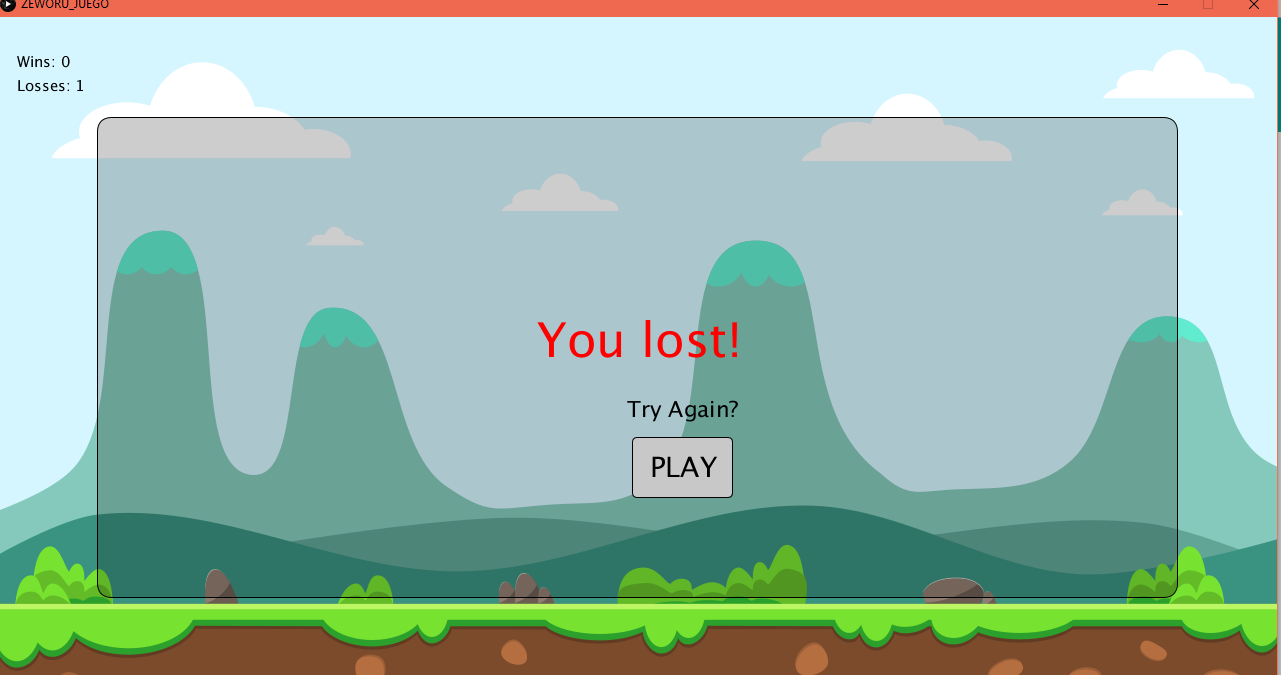 ZEWORU_JUEGO
Wins: 0
Losses: 1
You lost!
Try Again?
PLAY